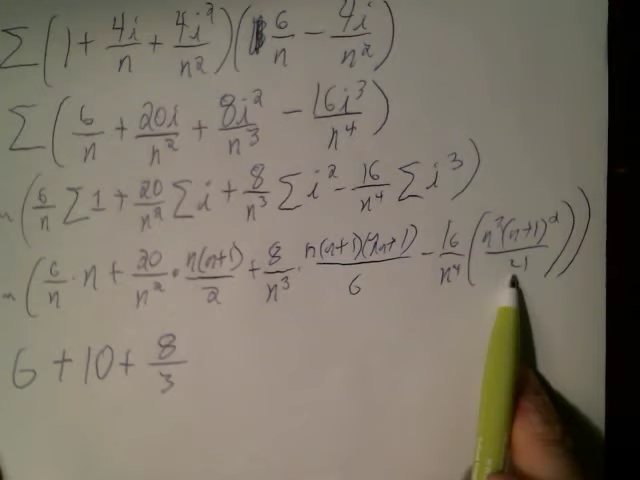 Σ(1 + 4i/n + 4i²/n²)(6/n - 4i/n²)
Σ(6/n + 20i/n² + 8i²/n³ - 16i³/n⁴)
(6/n Σ1 + 20/n² Σi + 8/n³ Σi² - 16/n⁴ Σi³)
(6/n · n + 20/n² · n(n+1)/2 + 8/n³ · n(n+1)(2n+1)/6 - 16/n⁴(n²(n+1)²/4))
6 + 10 + 8/3